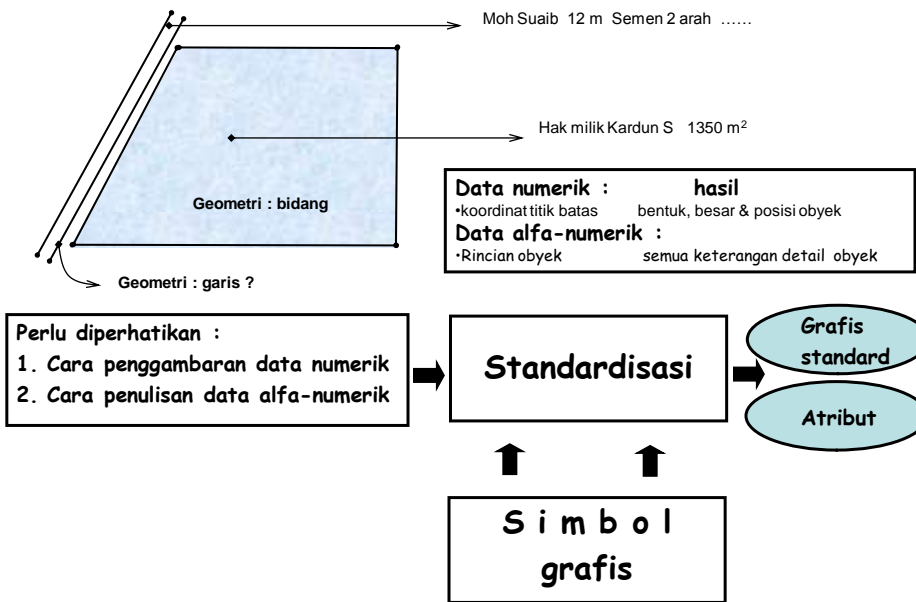 Moh Suaib 12 m Semen 2 arah ......
Hak milik Kardun S 1350 m²
Geometri : bidang
Geometri : garis ?
Data numerik : hasil
•koordinat titik batas bentuk, besar & posisi obyek
Data alfa-numerik :
•Rincian obyek semua keterangan detail obyek
Perlu diperhatikan :
1. Cara penggambaran data numerik
2. Cara penulisan data alfa-numerik
Standardisasi
Grafis
standard
Atribut
S i m b o l
grafis